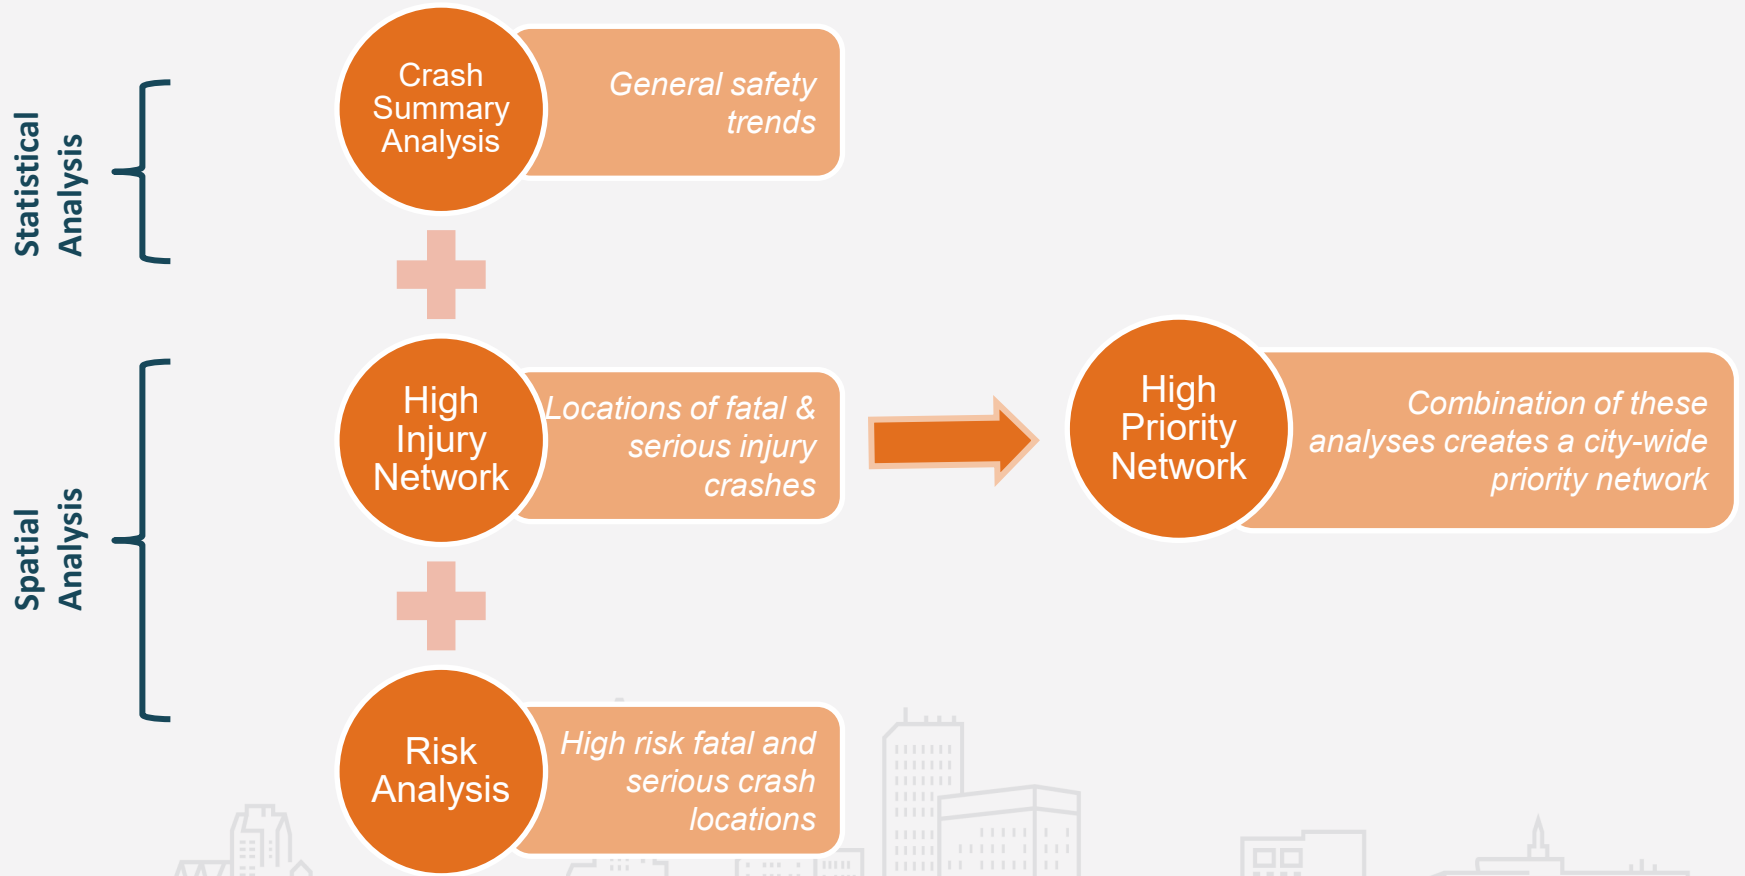 Statistical
Analysis
Crash
Summary
Analysis
General safety
trends
Spatial
Analysis
High
Injury
Network
Locations of fatal &
serious injury
crashes
High
Priority
Network
Combination of these
analyses creates a city-wide
priority network
Risk
Analysis
High risk fatal and
serious crash
locations